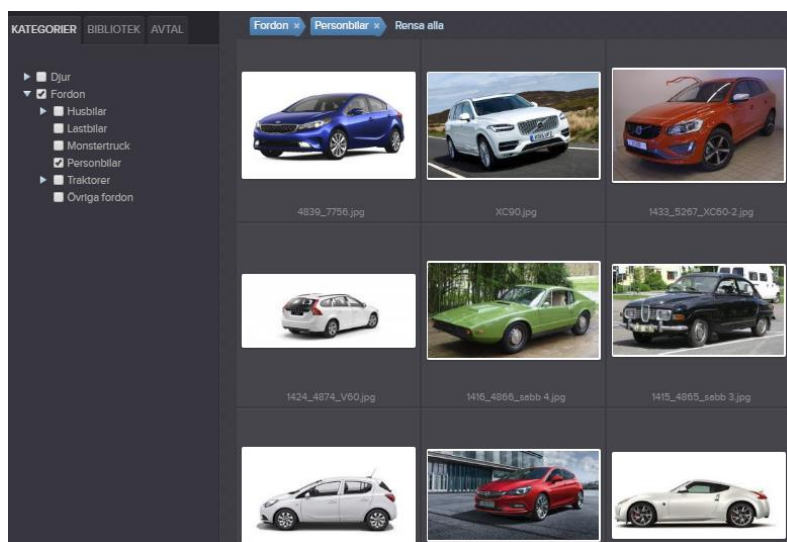 KATEGORIER BIBLIOTEK AVTAL
Fordon × Personbilar × Rensa alla
Djur
Fordon
Husbilar
Lastbilar
Monstertruck
Personbilar
Traktorer
Övriga fordon
4839_7756.jpg XC90.jpg 1433_5267_XC60-2.jpg
1424_4874_V60.jpg 1416_4866_sabb 4.jpg 1415_4865_sabb 3.jpg